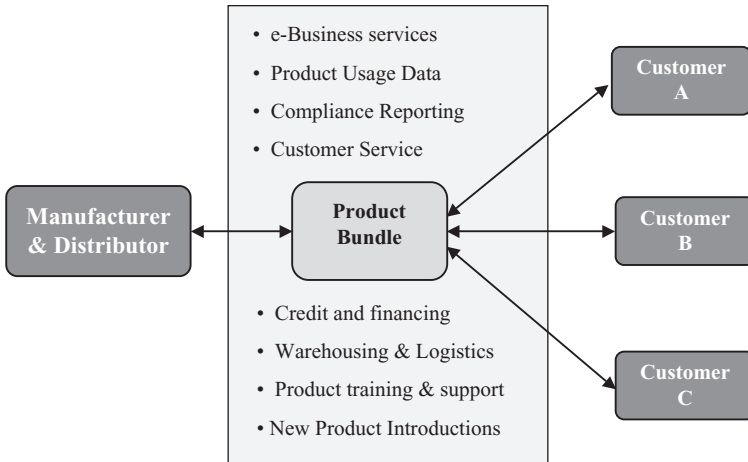 • e-Business services
• Product Usage Data
• Compliance Reporting
• Customer Service
Manufacturer
& Distributor
Product
Bundle
Customer
A
Customer
B
Customer
C
• Credit and financing
• Warehousing & Logistics
• Product training & support
• New Product Introductions